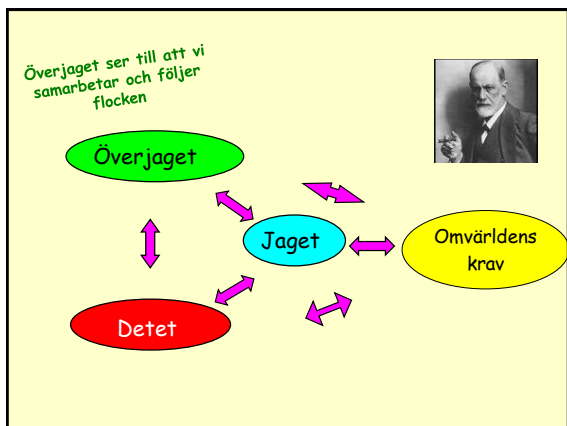 Överjaget ser till att vi
samarbetar och följer
flocken
Överjaget
Jaget
Omvärldens
krav
Detet